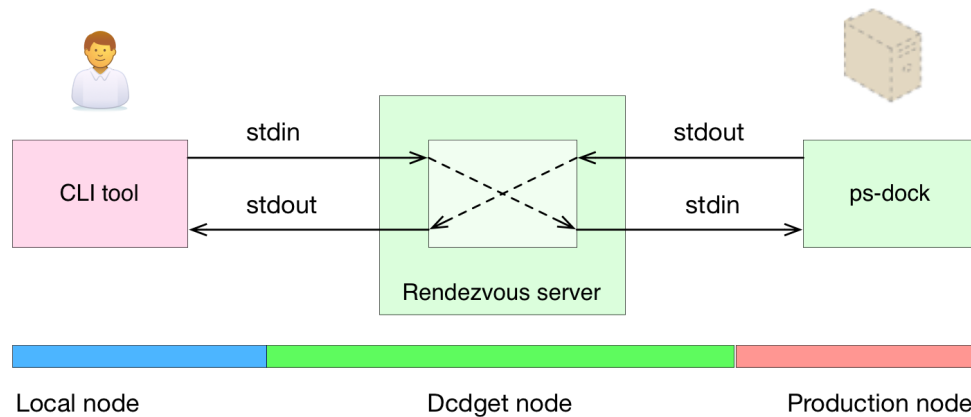 stdin
stdout
CLI tool
ps-dock
stdout
stdin
Rendezvous server
Local node
Dcdget node
Production node